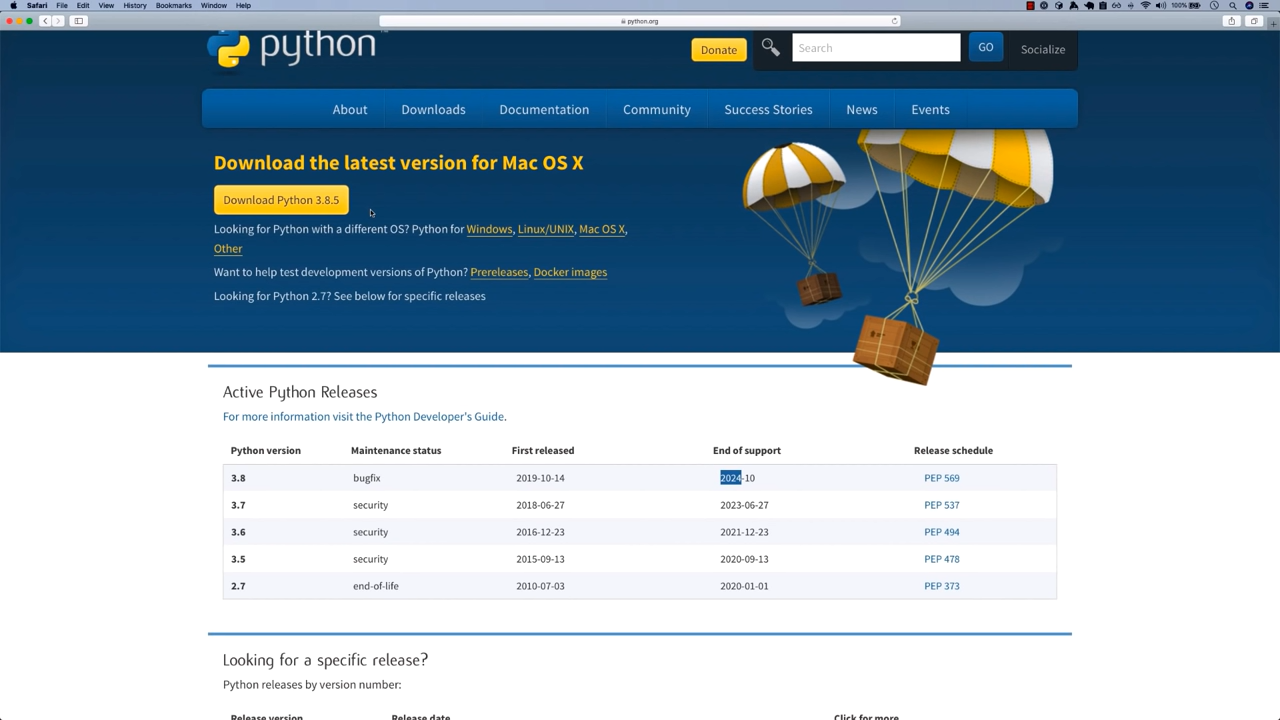 Safari File Edit View History Bookmarks Window Help 100%
python.org
python
Donate Search GO Socialize
About Downloads Documentation Community Success Stories News Events
Download the latest version for Mac OS X
Download Python 3.8.5
Looking for Python with a different OS? Python for Windows, Linux/UNIX, Mac OS X,
Other
Want to help test development versions of Python? Prereleases, Docker images
Looking for Python 2.7? See below for specific releases
Active Python Releases
For more information visit the Python Developer's Guide.
Python version Maintenance status First released End of support Release schedule
3.8 bugfix 2019-10-14 2024-10 PEP 569
3.7 security 2018-06-27 2023-06-27 PEP 537
3.6 security 2016-12-23 2021-12-23 PEP 494
3.5 security 2015-09-13 2020-09-13 PEP 478
2.7 end-of-life 2010-07-03 2020-01-01 PEP 373
Looking for a specific release?
Python releases by version number:
Release version Release date Click for more